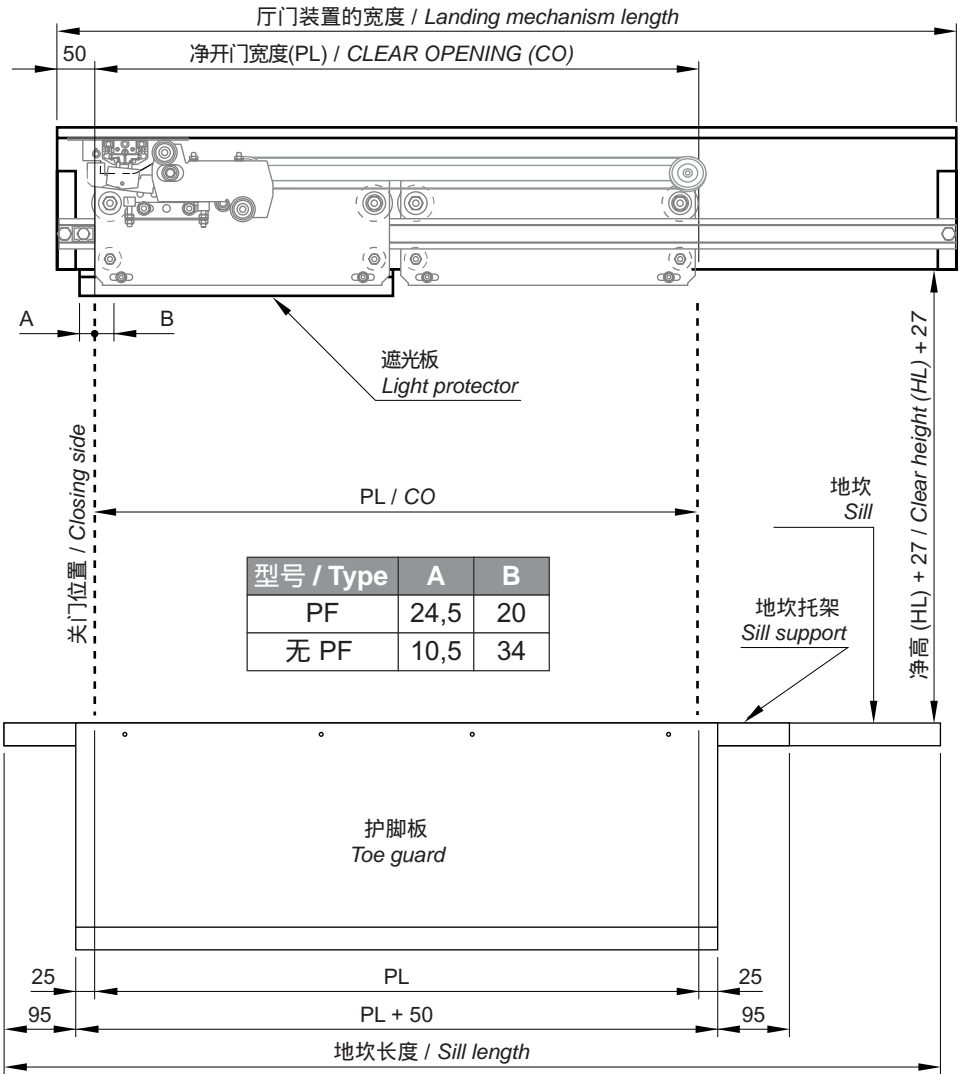 厅门装置的宽度 / Landing mechanism length
50
净开门宽度(PL) / CLEAR OPENING (CO)
A
B
遮光板
Light protector
关门位置 / Closing side
PL / CO
地坎
Sill
净高 (HL) + 27 / Clear height (HL) + 27
型号 / Type A B
PF 24,5 20
无 PF 10,5 34
地坎托架
Sill support
护脚板
Toe guard
25
PL
25
95
PL + 50
95
地坎长度 / Sill length